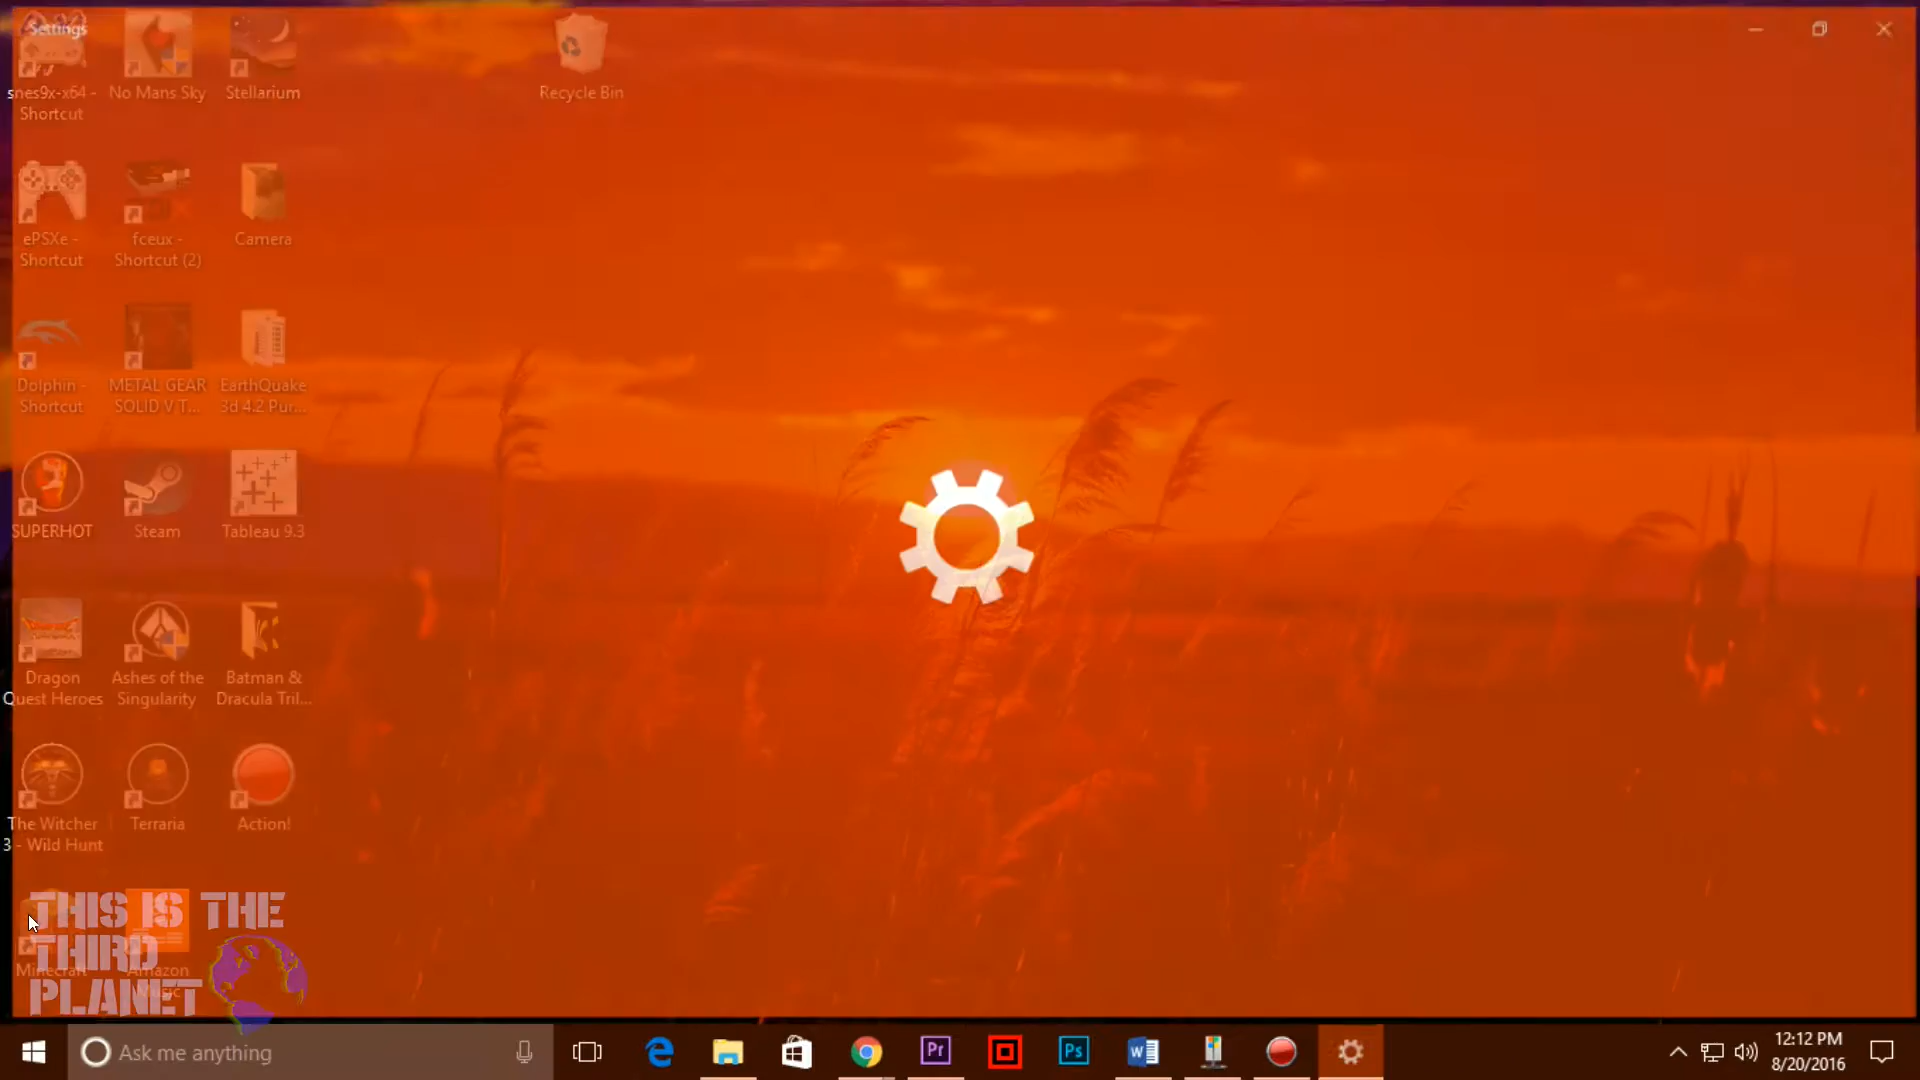 Settings
snes9x-x64 -
Shortcut
No Mans Sky
Stellarium
Recycle Bin
ePSXe -
Shortcut
fceux -
Shortcut (2)
Camera
Dolphin -
Shortcut
METAL GEAR
SOLID V T...
EarthQuake
3d 4.2 Pur...
SUPERHOT
Steam
Tableau 9.3
Dragon
Quest Heroes
Ashes of the
Singularity
Batman &
Dracula Tril...
The Witcher
3 - Wild Hunt
Terraria
Action!
Minecraft
Amazon
Music
THIS IS THE
THIRD
PLANET
Ask me anything
Pr
Ps
W
12:12 PM
8/20/2016